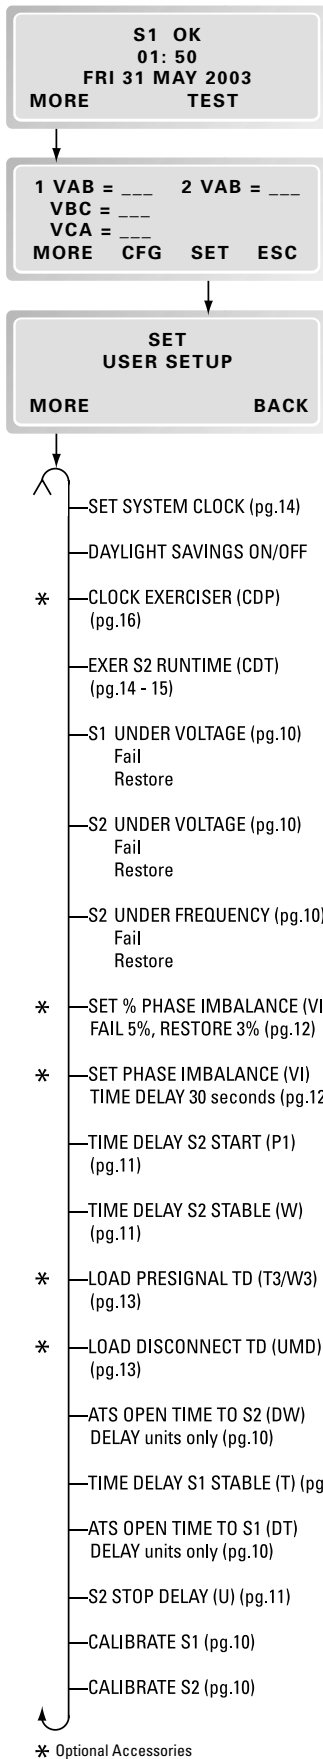 S1 OK
01: 50
FRI 31 MAY 2003
MORE TEST
1 VAB = ___ 2 VAB = ___
VBC = ___
VCA = ___
MORE CFG SET ESC
SET
USER SETUP
MORE BACK
SET SYSTEM CLOCK (pg.14)
DAYLIGHT SAVINGS ON/OFF
* CLOCK EXERCISER (CDP)
(pg.16)
EXER S2 RUNTIME (CDT)
(pg.14 - 15)
S1 UNDER VOLTAGE (pg.10)
Fail
Restore
S2 UNDER VOLTAGE (pg.10)
Fail
Restore
S2 UNDER FREQUENCY (pg.10)
Fail
Restore
* SET % PHASE IMBALANCE (VI
FAIL 5%, RESTORE 3% (pg.12)
* SET PHASE IMBALANCE (VI)
TIME DELAY 30 seconds (pg.12
TIME DELAY S2 START (P1)
(pg.11)
TIME DELAY S2 STABLE (W)
(pg.11)
* LOAD PRESIGNAL TD (T3/W3)
(pg.13)
* LOAD DISCONNECT TD (UMD)
(pg.13)
ATS OPEN TIME TO S2 (DW)
DELAY units only (pg.10)
TIME DELAY S1 STABLE (T) (pg
ATS OPEN TIME TO S1 (DT)
DELAY units only (pg.10)
S2 STOP DELAY (U) (pg.11)
CALIBRATE S1 (pg.10)
CALIBRATE S2 (pg.10)
* Optional Accessories